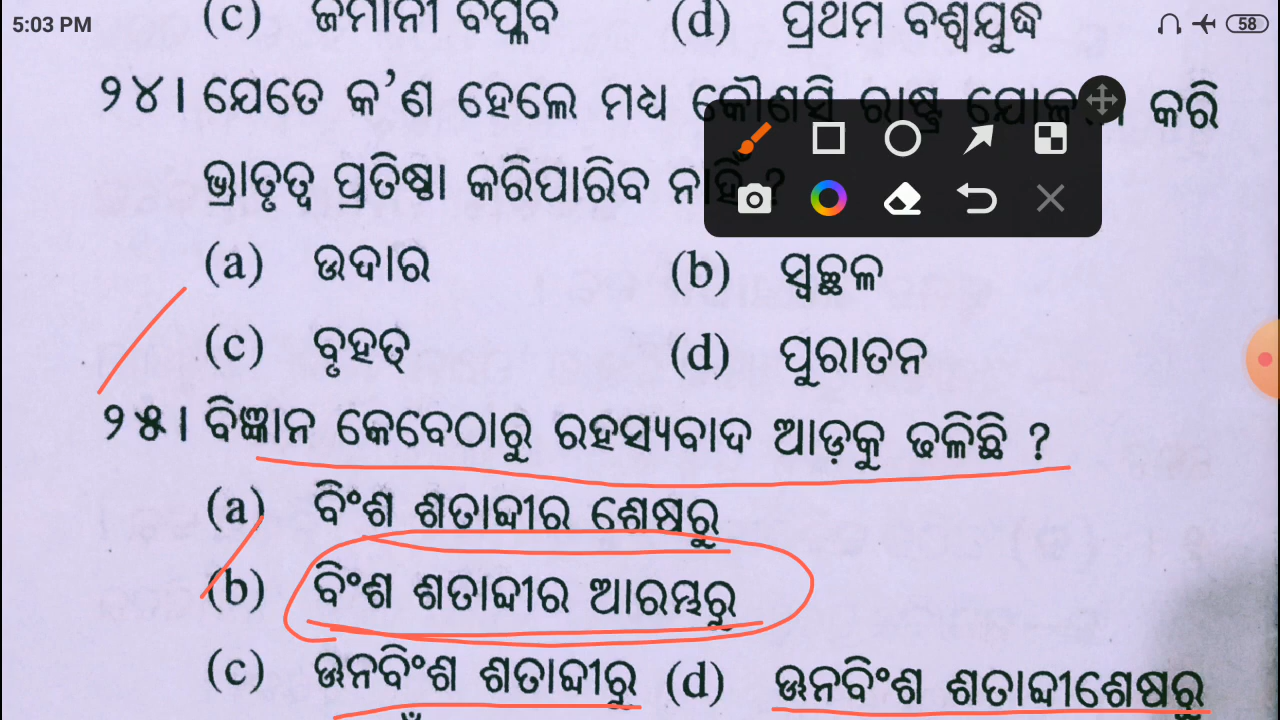 5:03 PM 58
(c) ଜର୍ମାନୀ ବିପ୍ଳବ (d) ପ୍ରଥମ ବିଶ୍ୱଯୁଦ୍ଧ
୨୪। ଯେତେ କ'ଣ ହେଲେ ମଧ୍ୟ କୌଣସି ରାଷ୍ଟ୍ର କରି
ଭ୍ରାତୃତ୍ୱ ପ୍ରତିଷ୍ଠା କରିପାରିବ ନାହିଁ ?
(a) ଉଦାର (b) ସ୍ୱଚ୍ଛଳ
(c) ବୃହତ୍ (d) ପୁରାତନ
୨୫। ବିଜ୍ଞାନ କେବେଠାରୁ ରହସ୍ୟବାଦ ଆଡ଼କୁ ଢଳିଛି ?
(a) ବିଂଶ ଶତାବ୍ଦୀର ଶେଷରୁ
(b) ବିଂଶ ଶତାବ୍ଦୀର ଆରମ୍ଭରୁ
(c) ଊନବିଂଶ ଶତାବ୍ଦୀରୁ (d) ଊନବିଂଶ ଶତାବ୍ଦୀଶେଷରୁ